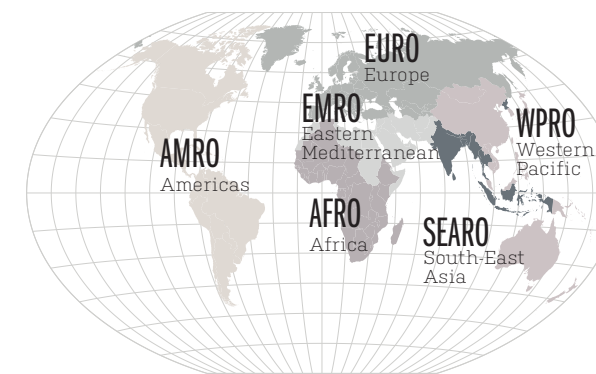 EURO
Europe
EMRO
Eastern
Mediterranean
WPRO
Western
Pacific
AMRO
Americas
AFRO
Africa
SEARO
South-East
Asia